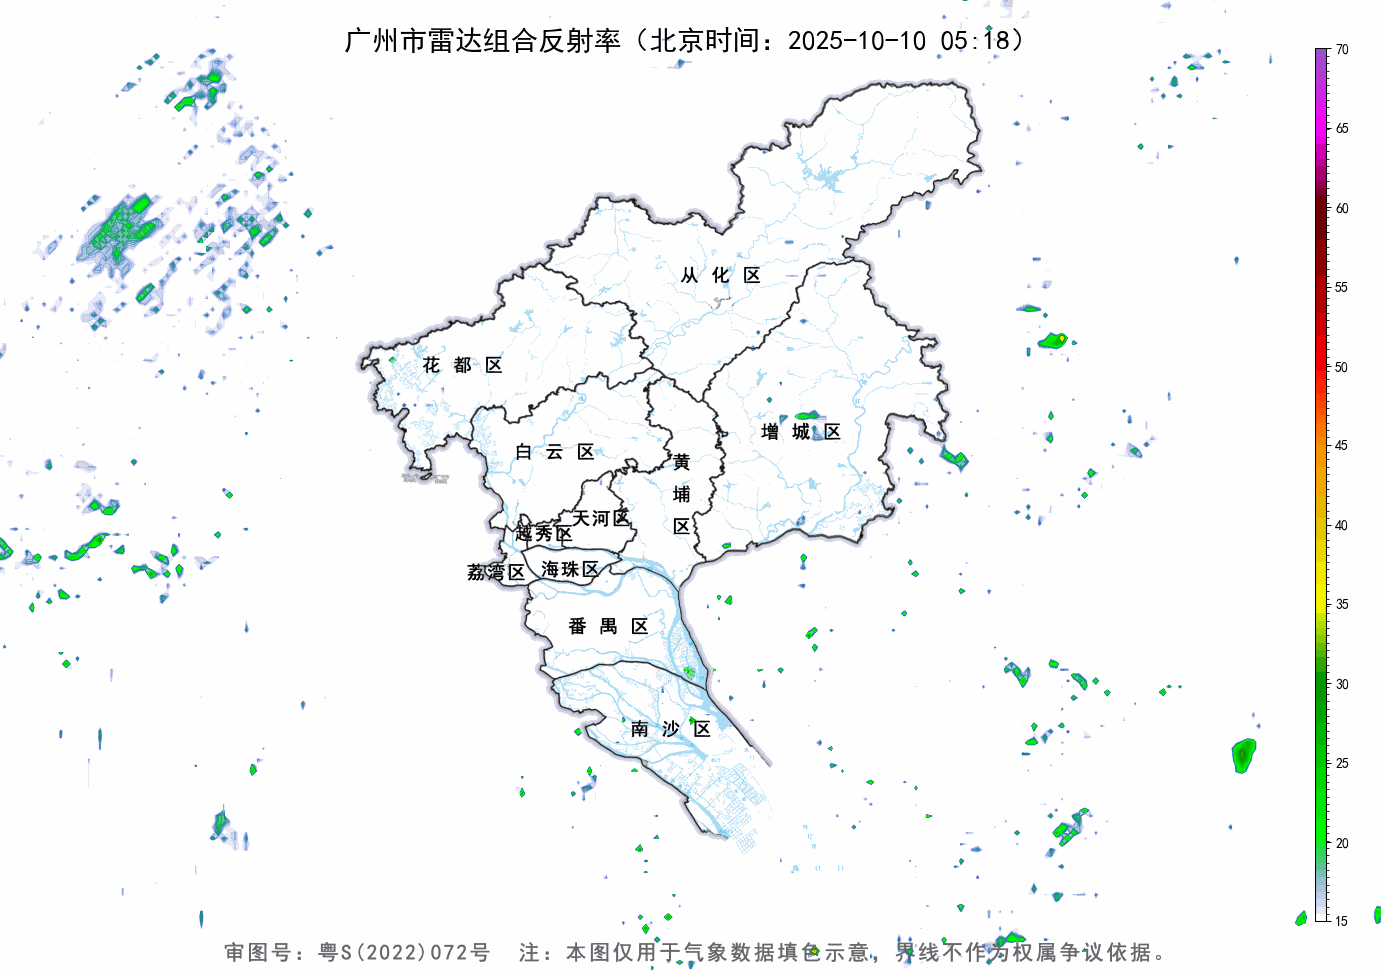 广州市雷达组合反射率（北京时间：2025-10-10 05:18）
70
65
60
55
50
45
40
35
30
25
20
15
从化区
花都区
增城区
白云区
黄埔区
天河区
越秀区
荔湾区
海珠区
番禺区
南沙区
审图号：粤S(2022)072号 注：本图仅用于气象数据填色示意，界线不作为权属争议依据。